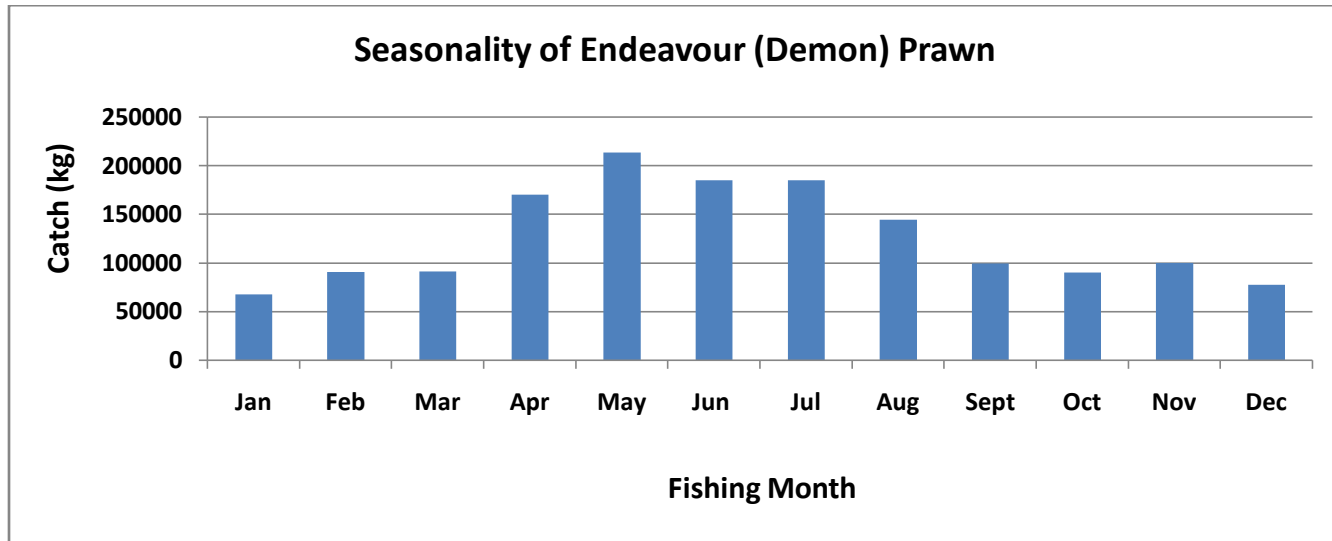 Seasonality of Endeavour (Demon) Prawn
Catch (kg)
250000
200000
150000
100000
50000
0
Jan Feb Mar Apr May Jun Jul Aug Sept Oct Nov Dec
Fishing Month